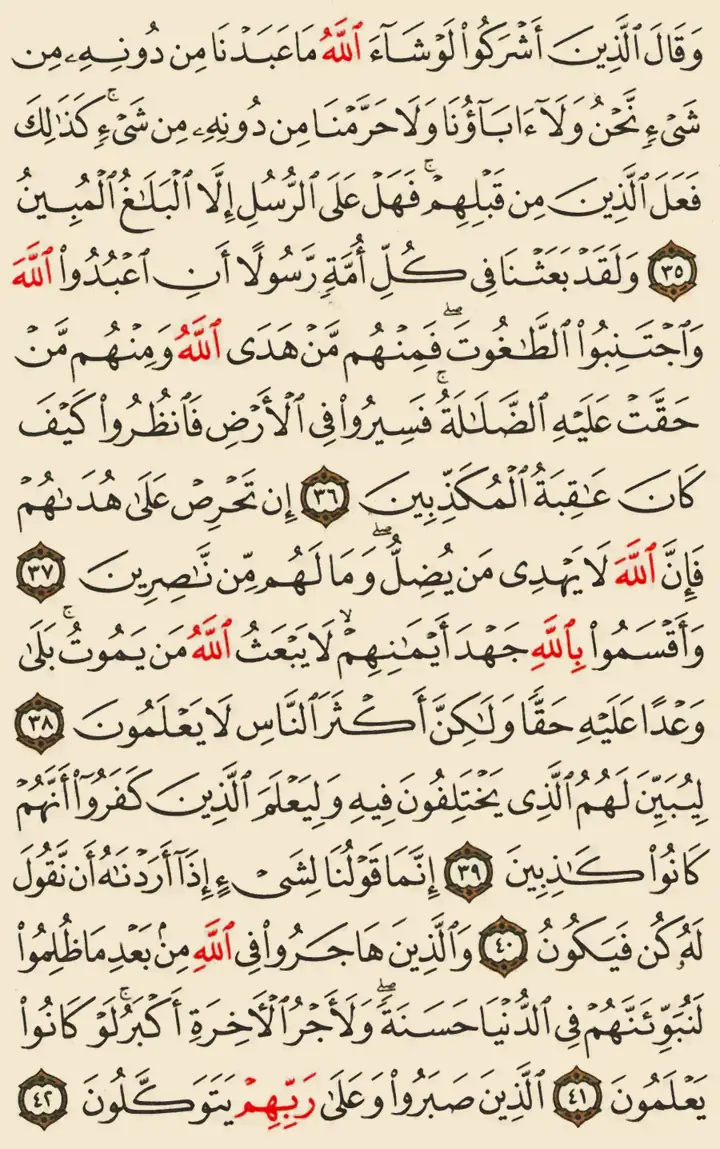 وَقَالَ ٱلَّذِينَ أَشْرَكُوا۟ لَوْ شَآءَ ٱللَّهُ مَا عَبَدْنَا مِن دُونِهِۦ مِن
شَىْءٍ نَّحْنُ وَلَآ ءَابَآؤُنَا وَلَا حَرَّمْنَا مِن دُونِهِۦ مِن شَىْءٍ ۚ كَذَٰلِكَ
فَعَلَ ٱلَّذِينَ مِن قَبْلِهِمْ ۚ فَهَلْ عَلَى ٱلرُّسُلِ إِلَّا ٱلْبَلَٰغُ ٱلْمُبِينُ
٣٥ وَلَقَدْ بَعَثْنَا فِى كُلِّ أُمَّةٍ رَّسُولًا أَنِ ٱعْبُدُوا۟ ٱللَّهَ
وَٱجْتَنِبُوا۟ ٱلطَّٰغُوتَ ۖ فَمِنْهُم مَّنْ هَدَى ٱللَّهُ وَمِنْهُم مَّنْ
حَقَّتْ عَلَيْهِ ٱلضَّلَٰلَةُ ۚ فَسِيرُوا۟ فِى ٱلْأَرْضِ فَٱنظُرُوا۟ كَيْفَ
كَانَ عَٰقِبَةُ ٱلْمُكَذِّبِينَ ٣٦ إِن تَحْرِصْ عَلَىٰ هُدَىٰهُمْ
فَإِنَّ ٱللَّهَ لَا يَهْدِى مَن يُضِلُّ ۖ وَمَا لَهُم مِّن نَّٰصِرِينَ ٣٧
وَأَقْسَمُوا۟ بِٱللَّهِ جَهْدَ أَيْمَٰنِهِمْ ۙ لَا يَبْعَثُ ٱللَّهُ مَن يَمُوتُ ۚ بَلَىٰ
وَعْدًا عَلَيْهِ حَقًّا وَلَٰكِنَّ أَكْثَرَ ٱلنَّاسِ لَا يَعْلَمُونَ ٣٨
لِيُبَيِّنَ لَهُمُ ٱلَّذِى يَخْتَلِفُونَ فِيهِ وَلِيَعْلَمَ ٱلَّذِينَ كَفَرُوٓا۟ أَنَّهُمْ
كَانُوا۟ كَٰذِبِينَ ٣٩ إِنَّمَا قَوْلُنَا لِشَىْءٍ إِذَآ أَرَدْنَٰهُ أَن نَّقُولَ
لَهُۥ كُن فَيَكُونُ ٤٠ وَٱلَّذِينَ هَاجَرُوا۟ فِى ٱللَّهِ مِنۢ بَعْدِ مَا ظُلِمُوا۟
لَنُبَوِّئَنَّهُمْ فِى ٱلدُّنْيَا حَسَنَةً ۖ وَلَأَجْرُ ٱلْءَاخِرَةِ أَكْبَرُ ۚ لَوْ كَانُوا۟
يَعْلَمُونَ ٤١ ٱلَّذِينَ صَبَرُوا۟ وَعَلَىٰ رَبِّهِمْ يَتَوَكَّلُونَ ٤٢